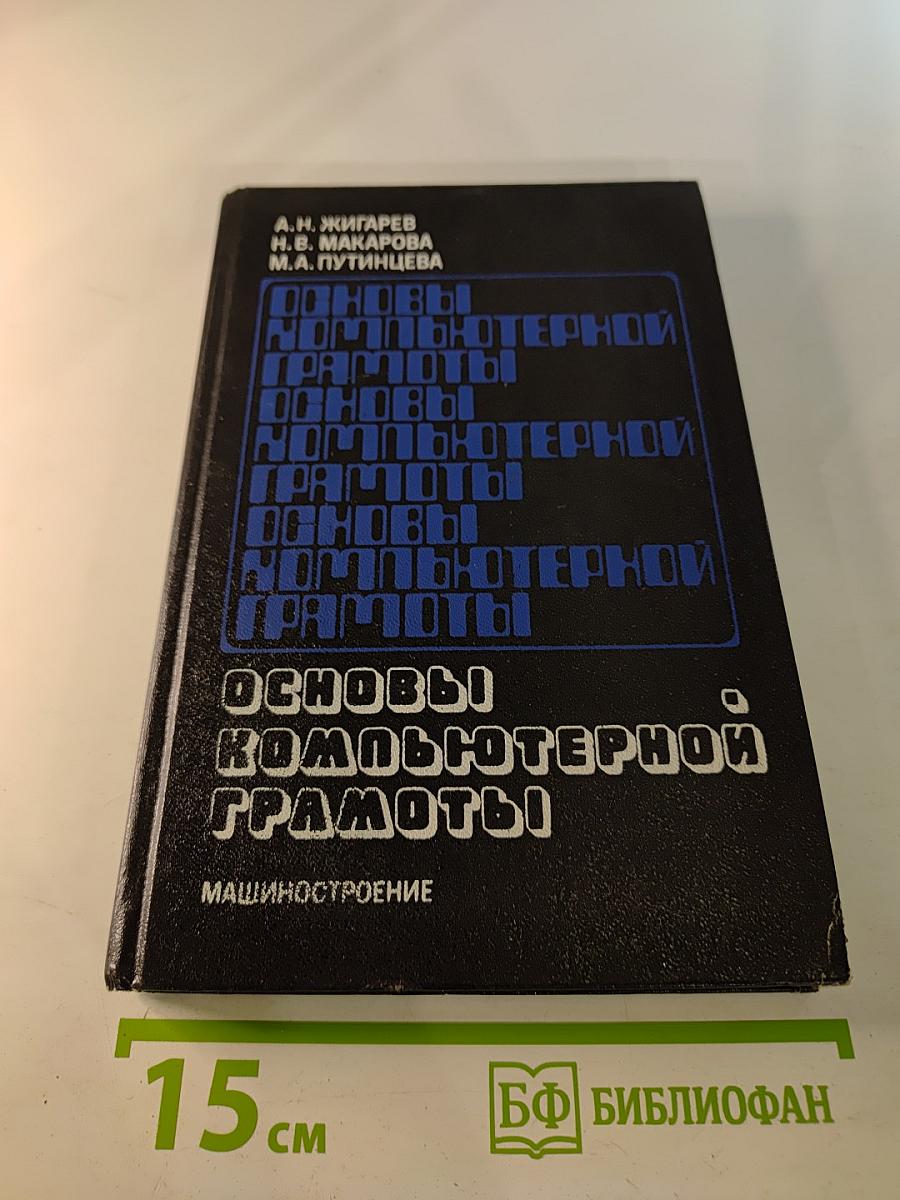 А.Н. ЖИГАРЕВ
Н.В. МАКАРОВА
М.А. ПУТИНЦЕВА
ОСНОВЫ
КОМПЬЮТЕРНОЙ
ГРАМОТЫ
ОСНОВЫ
КОМПЬЮТЕРНОЙ
ГРАМОТЫ
ОСНОВЫ
КОМПЬЮТЕРНОЙ
ГРАМОТЫ
ОСНОВЫ
КОМПЬЮТЕРНОЙ
ГРАМОТЫ
МАШИНОСТРОЕНИЕ
15 см
БФ БИБЛИОФАН